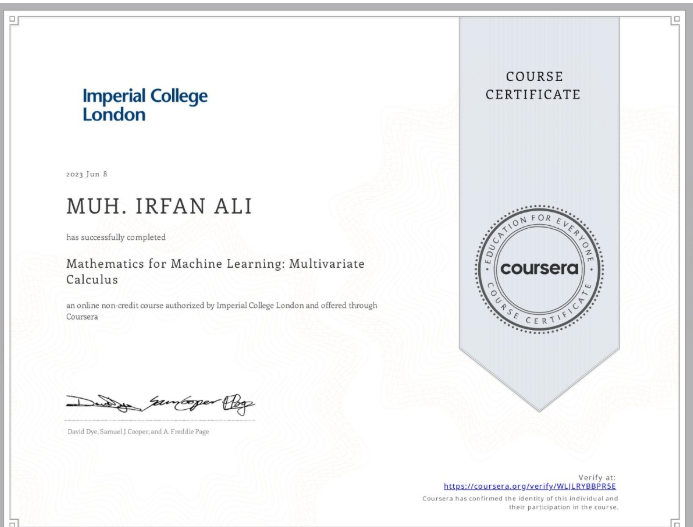 COURSE
CERTIFICATE
Imperial College
London
2023 Jun 8
MUH. IRFAN ALI
has successfully completed
Mathematics for Machine Learning: Multivariate
Calculus
an online non-credit course authorized by Imperial College London and offered through
Coursera
EDUCATION FOR EVERYONE
coursera
COURSE CERTIFICATE
David Dye, Samuel J. Cooper, and A. Freddie Page
Verify at:
https://coursera.org/verify/WLJLRYBBPR5E
Coursera has confirmed the identity of this individual and
their participation in the course.